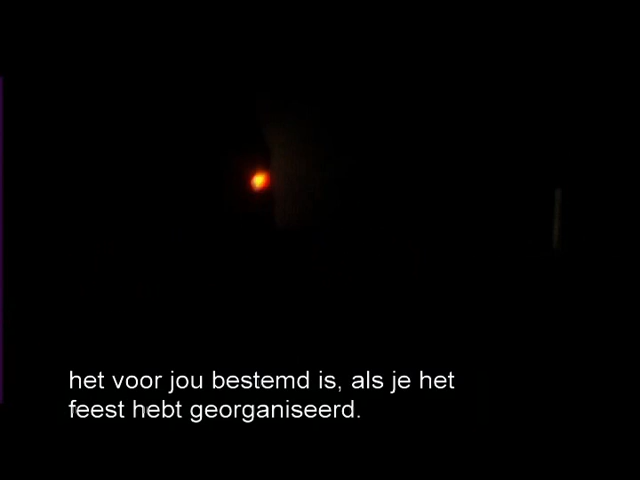 het voor jou bestemd is, als je het
feest hebt georganiseerd.